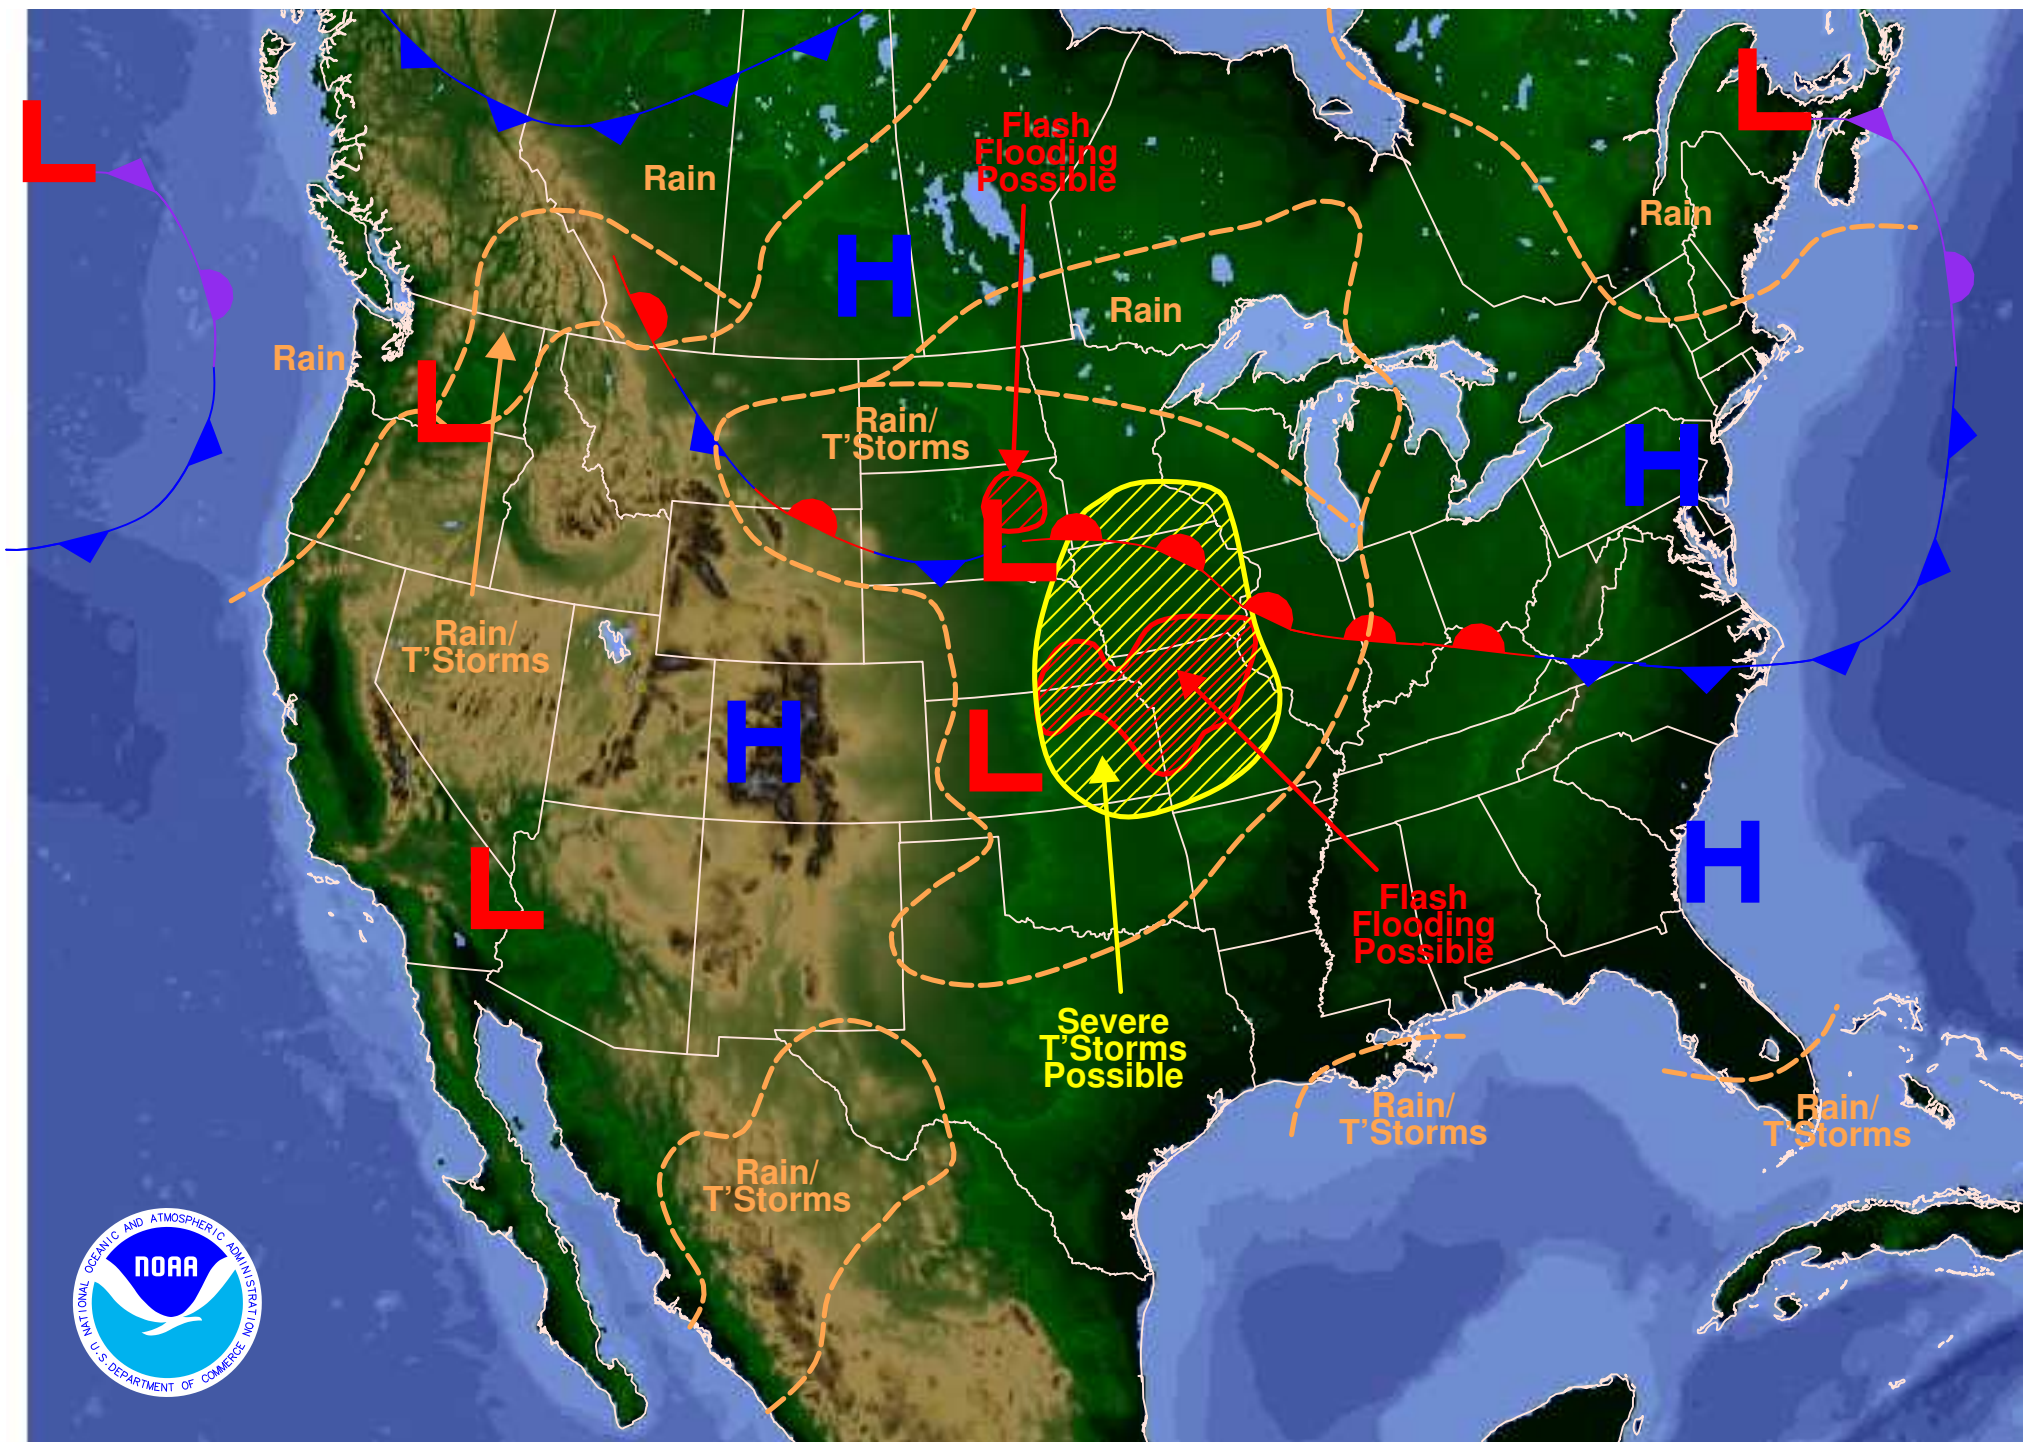 Flash
Flooding
Possible
Rain
Rain
H
Rain
L
L
Rain
L
Rain/
T'Storms
H
L
Rain/
T'Storms
H
L
L
H
Flash
Flooding
Possible
Severe
T'Storms
Possible
Rain/
T'Storms
Rain/
T'Storms
Rain/
T'Storms
NOAA
NATIONAL OCEANIC AND ATMOSPHERIC ADMINISTRATION
U.S. DEPARTMENT OF COMMERCE